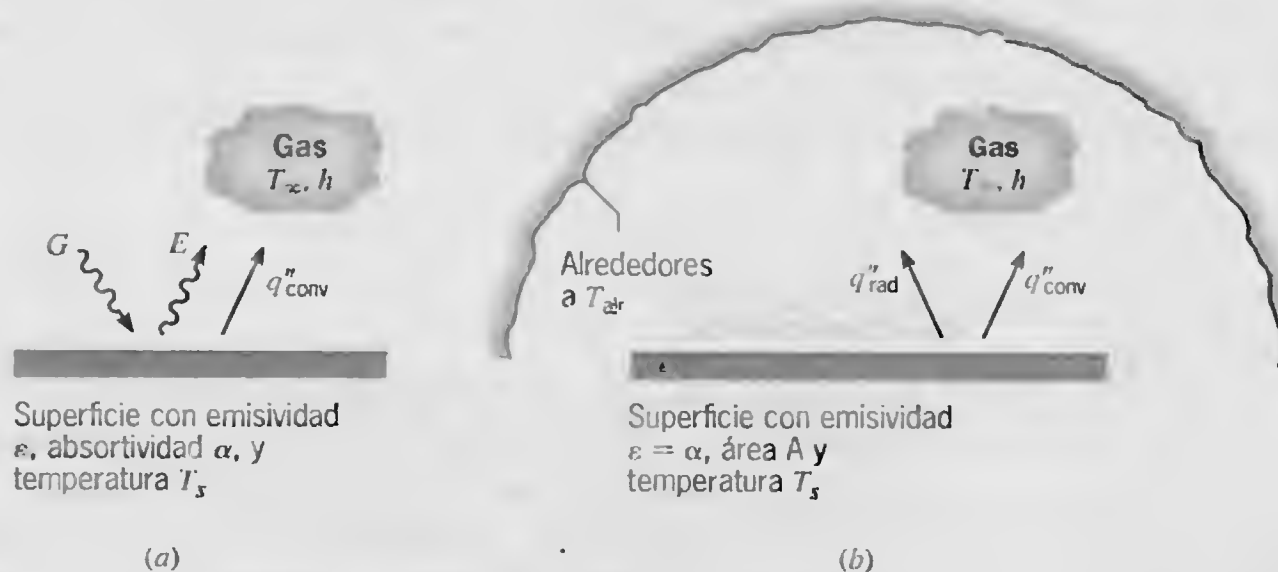 Gas
T∞, h
G
E
q″conv
Superficie con emisividad
ε, absortividad α, y
temperatura Ts
(a)
Gas
T∞, h
Alrededores
a Talr
q″rad
q″conv
Superficie con emisividad
ε = α, área A y
temperatura Ts
(b)